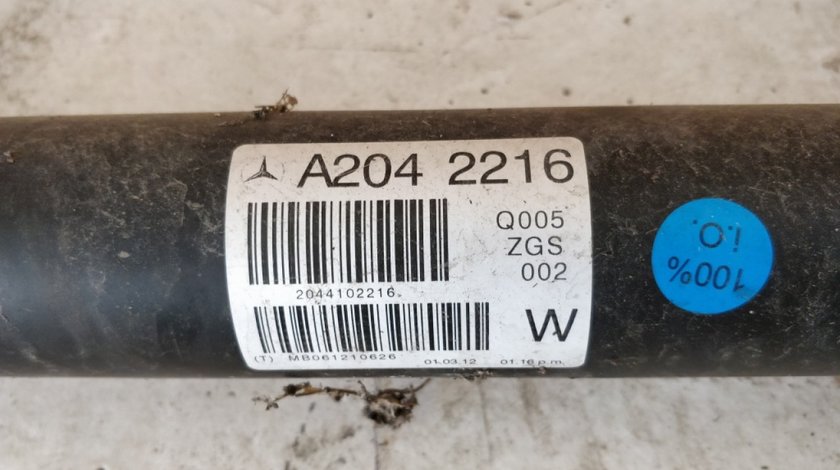 A204 2216
Q005
ZGS
002
2044102216
W
(T) MB061210626 01.03.12 01.16 p.m.
i.O.
100%